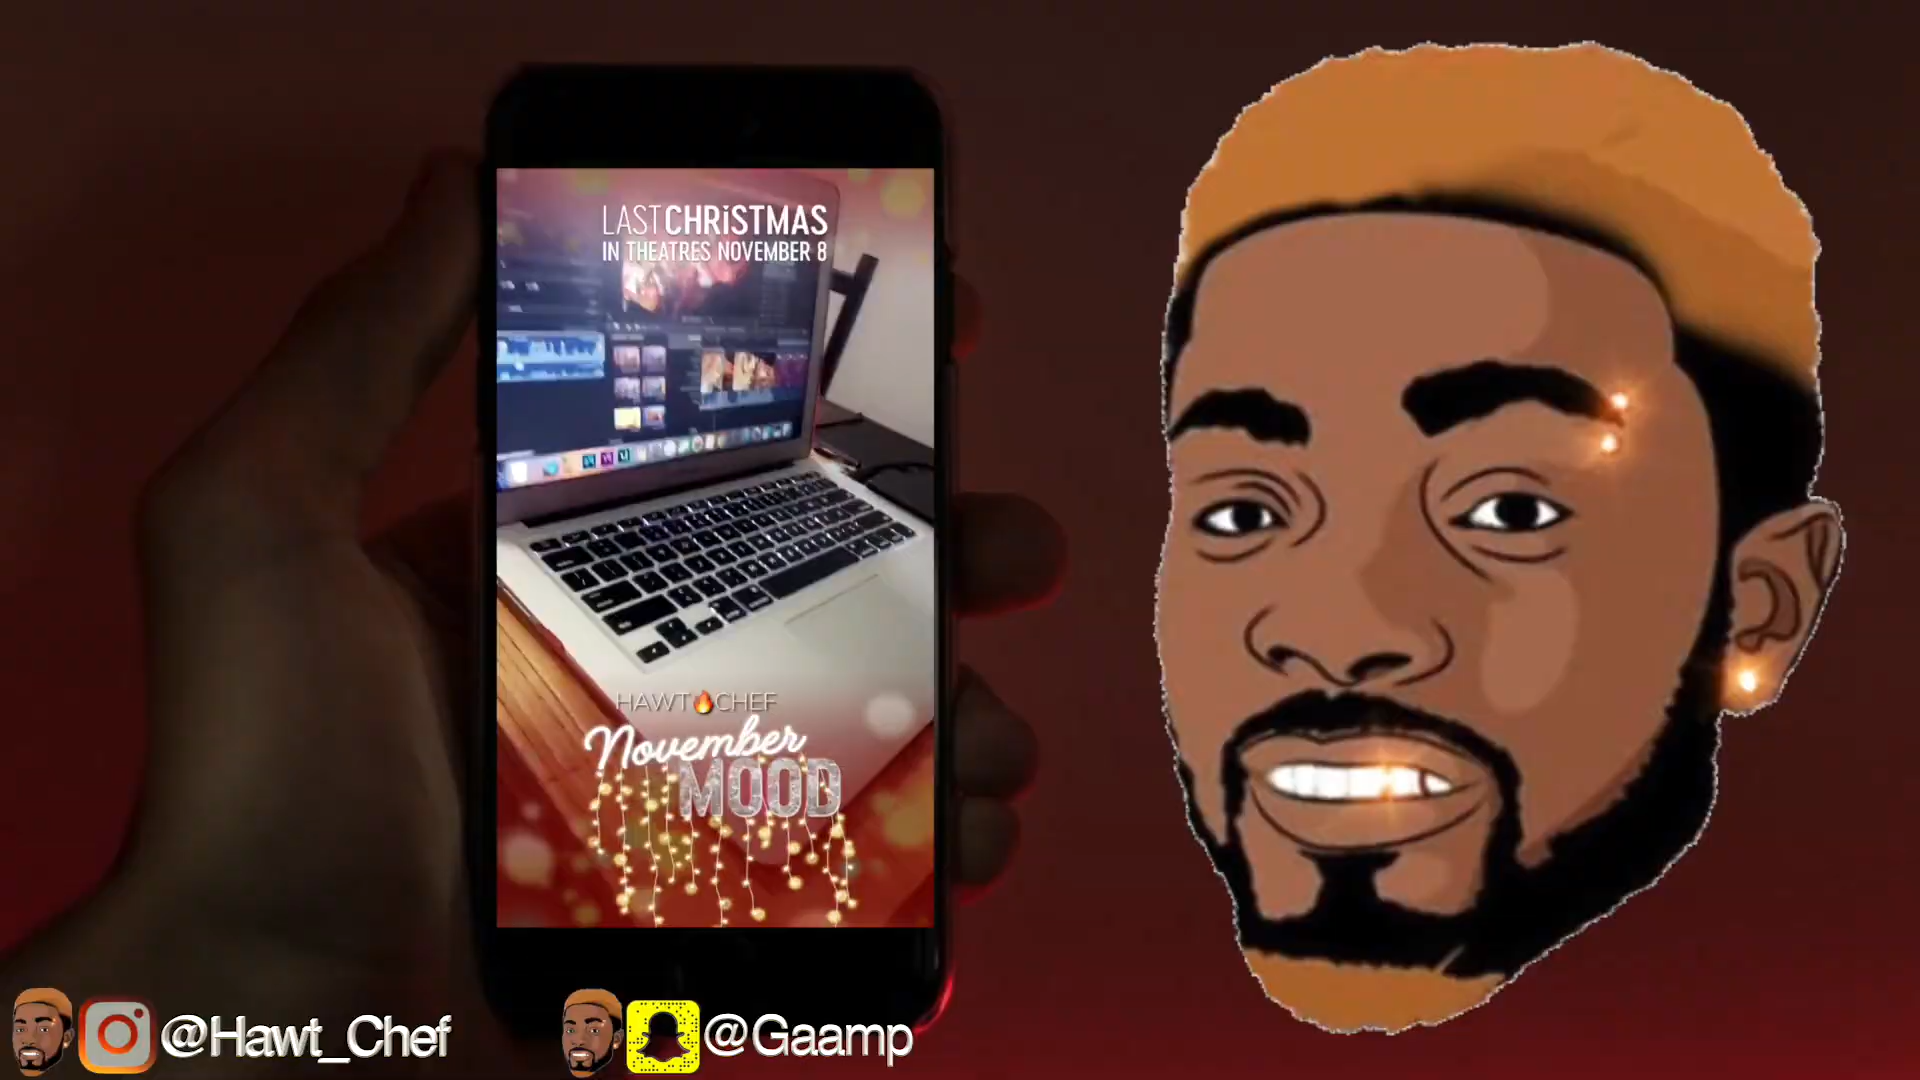 LASTCHRiSTMAS
IN THEATRES NOVEMBER 8
HAWT🔥CHEF
November
MOOD
@Hawt_Chef
@Gaamp